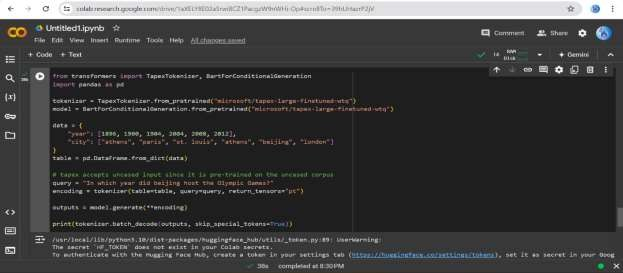 colab.research.google.com/drive/
Untitled1.ipynb
Comment Share
File Edit View Insert Runtime Tools Help All changes saved
+ Code + Text
RAM
Disk
Gemini
from transformers import TapexTokenizer, BartForConditionalGeneration
import pandas as pd
tokenizer = TapexTokenizer.from_pretrained("microsoft/tapex-large-finetuned-wtq")
model = BartForConditionalGeneration.from_pretrained("microsoft/tapex-large-finetuned-wtq")
data = {
"year": [1896, 1900, 1904, 2004, 2008, 2012],
"city": ["athens", "paris", "st. louis", "athens", "beijing", "london"]
}
table = pd.DataFrame.from_dict(data)
# tapex accepts uncased input since it is pre-trained on the uncased corpus
query = "In which year did beijing host the Olympic Games?"
encoding = tokenizer(table=table, query=query, return_tensors="pt")
outputs = model.generate(**encoding)
print(tokenizer.batch_decode(outputs, skip_special_tokens=True))
/usr/local/lib/python3.10/dist-packages/huggingface_hub/utils/_token.py:89: UserWarning:
The secret `HF_TOKEN` does not exist in your Colab secrets.
To authenticate with the Hugging Face Hub, create a token in your settings tab (https://huggingface.co/settings/tokens), set it as secret in your Goog
38s completed at 8:30 PM